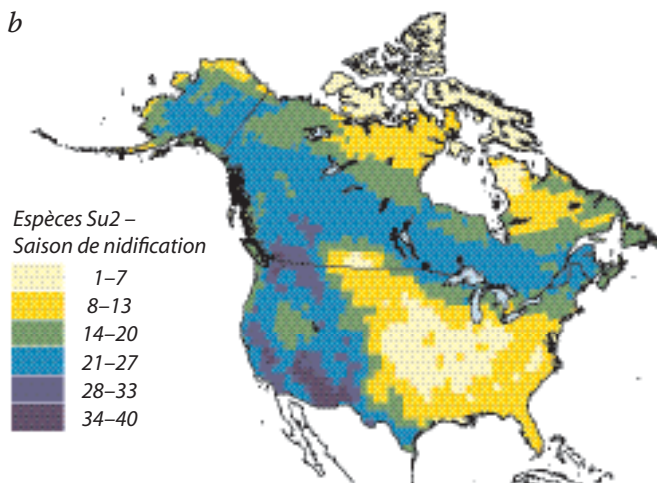 b
Espèces Su2 –
Saison de nidification
1–7
8–13
14–20
21–27
28–33
34–40